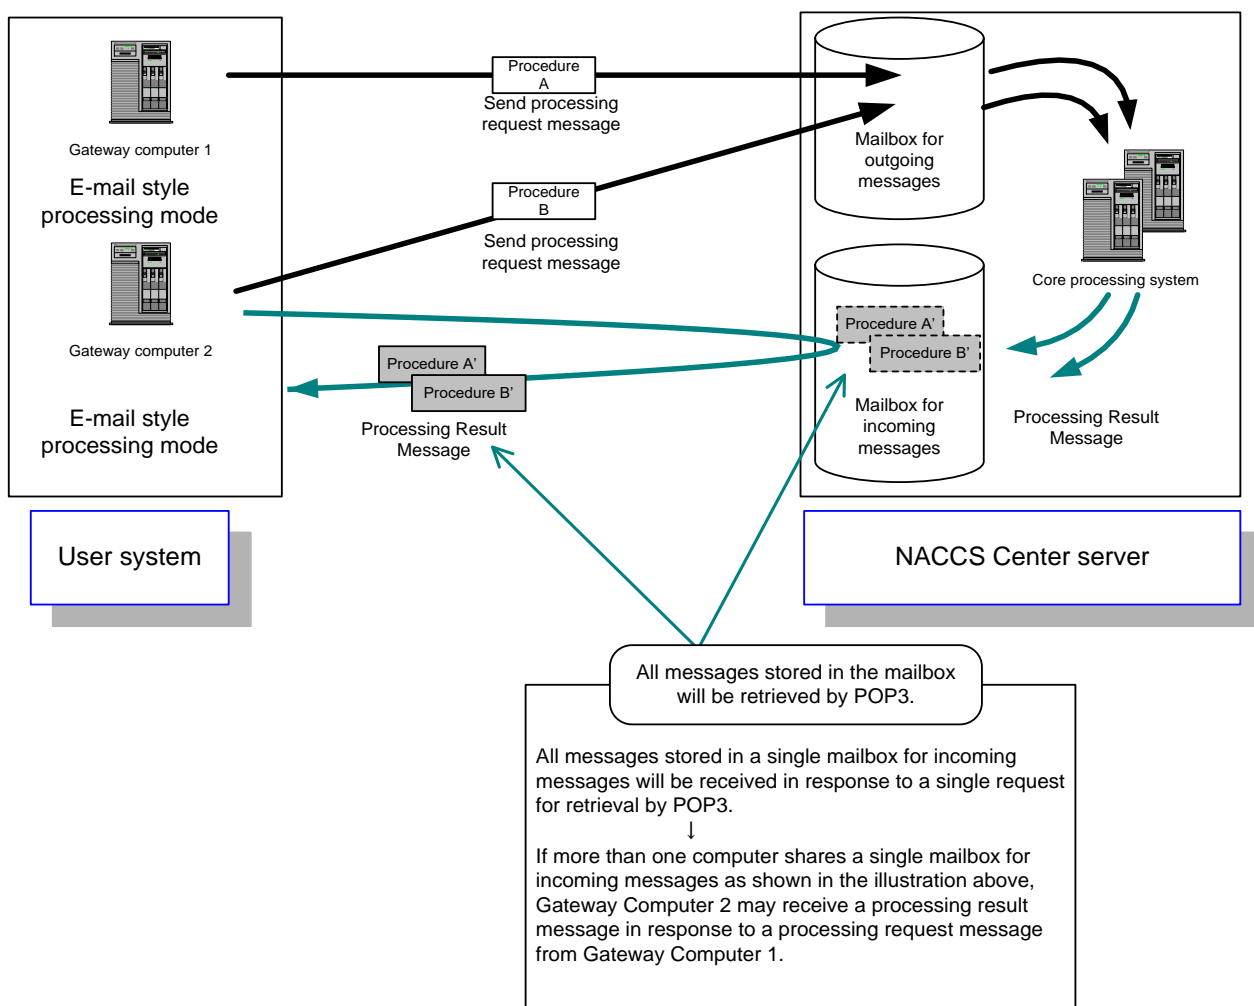 Gateway computer 1
E-mail style
processing mode
Gateway computer 2
E-mail style
processing mode
Procedure
A
Send processing
request message
Procedure
B
Send processing
request message
Procedure A’
Procedure B’
Processing Result
Message
Mailbox for
outgoing
messages
Core processing system
Procedure A’
Procedure B’
Mailbox for
incoming
messages
Processing Result
Message
User system
NACCS Center server
All messages stored in the mailbox
will be retrieved by POP3.
All messages stored in a single mailbox for incoming
messages will be received in response to a single request
for retrieval by POP3.
↓
If more than one computer shares a single mailbox for
incoming messages as shown in the illustration above,
Gateway Computer 2 may receive a processing result
message in response to a processing request message
from Gateway Computer 1.